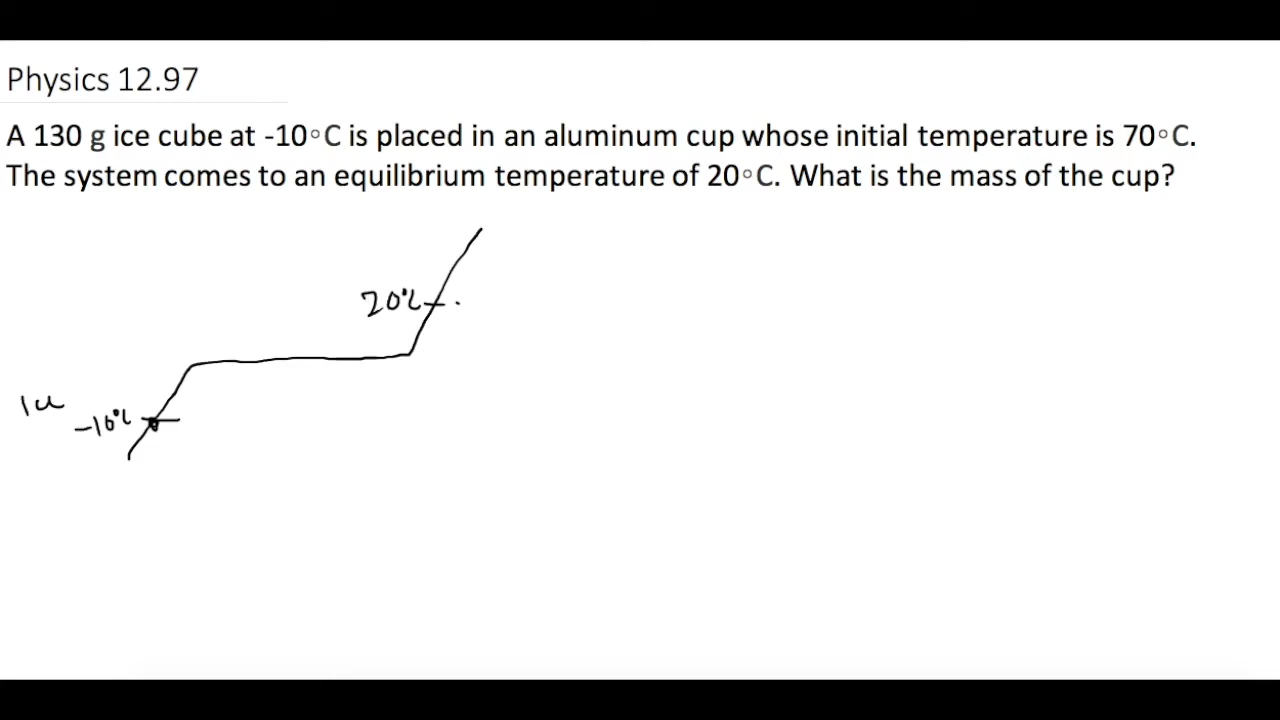 Physics 12.97
A 130 g ice cube at -10°C is placed in an aluminum cup whose initial temperature is 70°C.
The system comes to an equilibrium temperature of 20°C. What is the mass of the cup?
20°C
Ice
-10°C